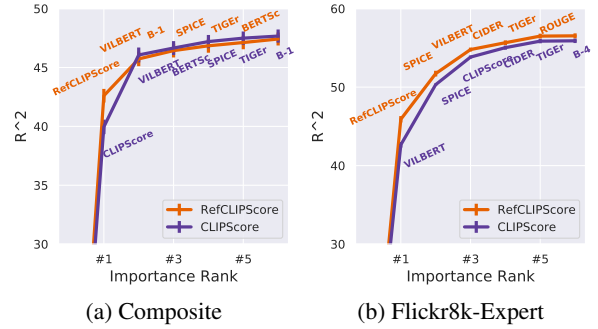 50
45
40
35
30
R^2
RefCLIPScore
ViLBERT
B-1
SPICE
TIGEr
BERTSc
CLIPScore
ViLBERT
BERTSc
SPICE
TIGEr
B-1
RefCLIPScore
CLIPScore
#1 #3 #5
Importance Rank
(a) Composite
60
50
40
30
R^2
RefCLIPScore
SPICE
ViLBERT
CIDER
TIGEr
ROUGE
ViLBERT
SPICE
CLIPScore
CIDER
TIGEr
B-4
RefCLIPScore
CLIPScore
#1 #3 #5
Importance Rank
(b) Flickr8k-Expert